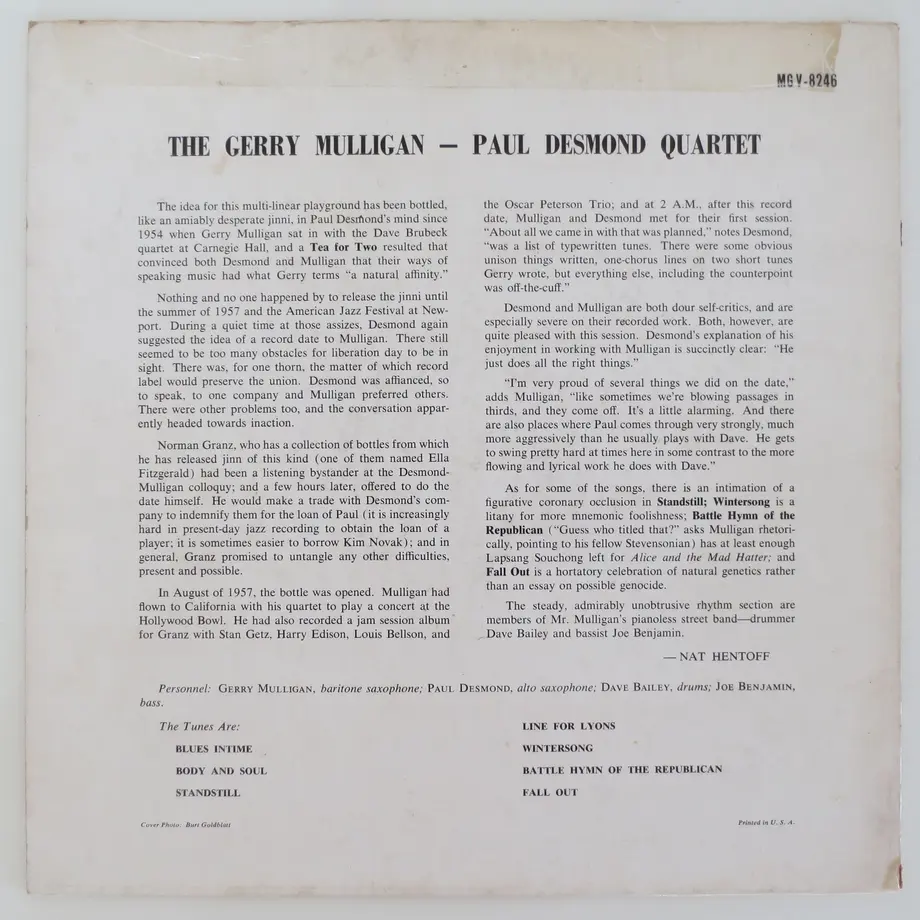 MG V-8246
THE GERRY MULLIGAN — PAUL DESMOND QUARTET
The idea for this multi-linear playground has been bottled,
like an amiably desperate jinni, in Paul Desmond's mind since
1954 when Gerry Mulligan sat in with the Dave Brubeck
quartet at Carnegie Hall, and a Tea for Two resulted that
convinced both Desmond and Mulligan that their ways of
speaking music had what Gerry terms “a natural affinity.”
Nothing and no one happened by to release the jinni until
the summer of 1957 and the American Jazz Festival at New-
port. During a quiet time at those assizes, Desmond again
suggested the idea of a record date to Mulligan. There still
seemed to be too many obstacles for liberation day to be in
sight. There was, for one thorn, the matter of which record
label would preserve the union. Desmond was affianced, so
to speak, to one company and Mulligan preferred others.
There were other problems too, and the conversation appar-
ently headed towards inaction.
Norman Granz, who has a collection of bottles from which
he has released jinn of this kind (one of them named Ella
Fitzgerald) had been a listening bystander at the Desmond-
Mulligan colloquy; and a few hours later, offered to do the
date himself. He would make a trade with Desmond's com-
pany to indemnify them for the loan of Paul (it is increasingly
hard in present-day jazz recording to obtain the loan of a
player; it is sometimes easier to borrow Kim Novak); and in
general, Granz promised to untangle any other difficulties,
present and possible.
In August of 1957, the bottle was opened. Mulligan had
flown to California with his quartet to play a concert at the
Hollywood Bowl. He had also recorded a jam session album
for Granz with Stan Getz, Harry Edison, Louis Bellson, and
the Oscar Peterson Trio; and at 2 A.M., after this record
date, Mulligan and Desmond met for their first session.
“About all we came in with that was planned,” notes Desmond,
“was a list of typewritten tunes. There were some obvious
unison things written, one-chorus lines on two short tunes
Gerry wrote, but everything else, including the counterpoint
was off-the-cuff.”
Desmond and Mulligan are both dour self-critics, and are
especially severe on their recorded work. Both, however, are
quite pleased with this session. Desmond's explanation of his
enjoyment in working with Mulligan is succinctly clear: “He
just does all the right things.”
“I'm very proud of several things we did on the date,”
adds Mulligan, “like sometimes we're blowing passages in
thirds, and they come off. It's a little alarming. And there
are also places where Paul comes through very strongly, much
more aggressively than he usually plays with Dave. He gets
to swing pretty hard at times here in some contrast to the more
flowing and lyrical work he does with Dave.”
As for some of the songs, there is an intimation of a
figurative coronary occlusion in Standstill; Wintersong is a
litany for more mnemonic foolishness; Battle Hymn of the
Republican (“Guess who titled that?” asks Mulligan rhetori-
cally, pointing to his fellow Stevensonian) has at least enough
Lapsang Souchong left for Alice and the Mad Hatter; and
Fall Out is a hortatory celebration of natural genetics rather
than an essay on possible genocide.
The steady, admirably unobtrusive rhythm section are
members of Mr. Mulligan's pianoless street band—drummer
Dave Bailey and bassist Joe Benjamin.
— NAT HENTOFF
Personnel: GERRY MULLIGAN, baritone saxophone; PAUL DESMOND, alto saxophone; DAVE BAILEY, drums; JOE BENJAMIN,
bass.
The Tunes Are:
BLUES INTIME
BODY AND SOUL
STANDSTILL
LINE FOR LYONS
WINTERSONG
BATTLE HYMN OF THE REPUBLICAN
FALL OUT
Cover Photo: Burt Goldblatt
Printed in U. S. A.